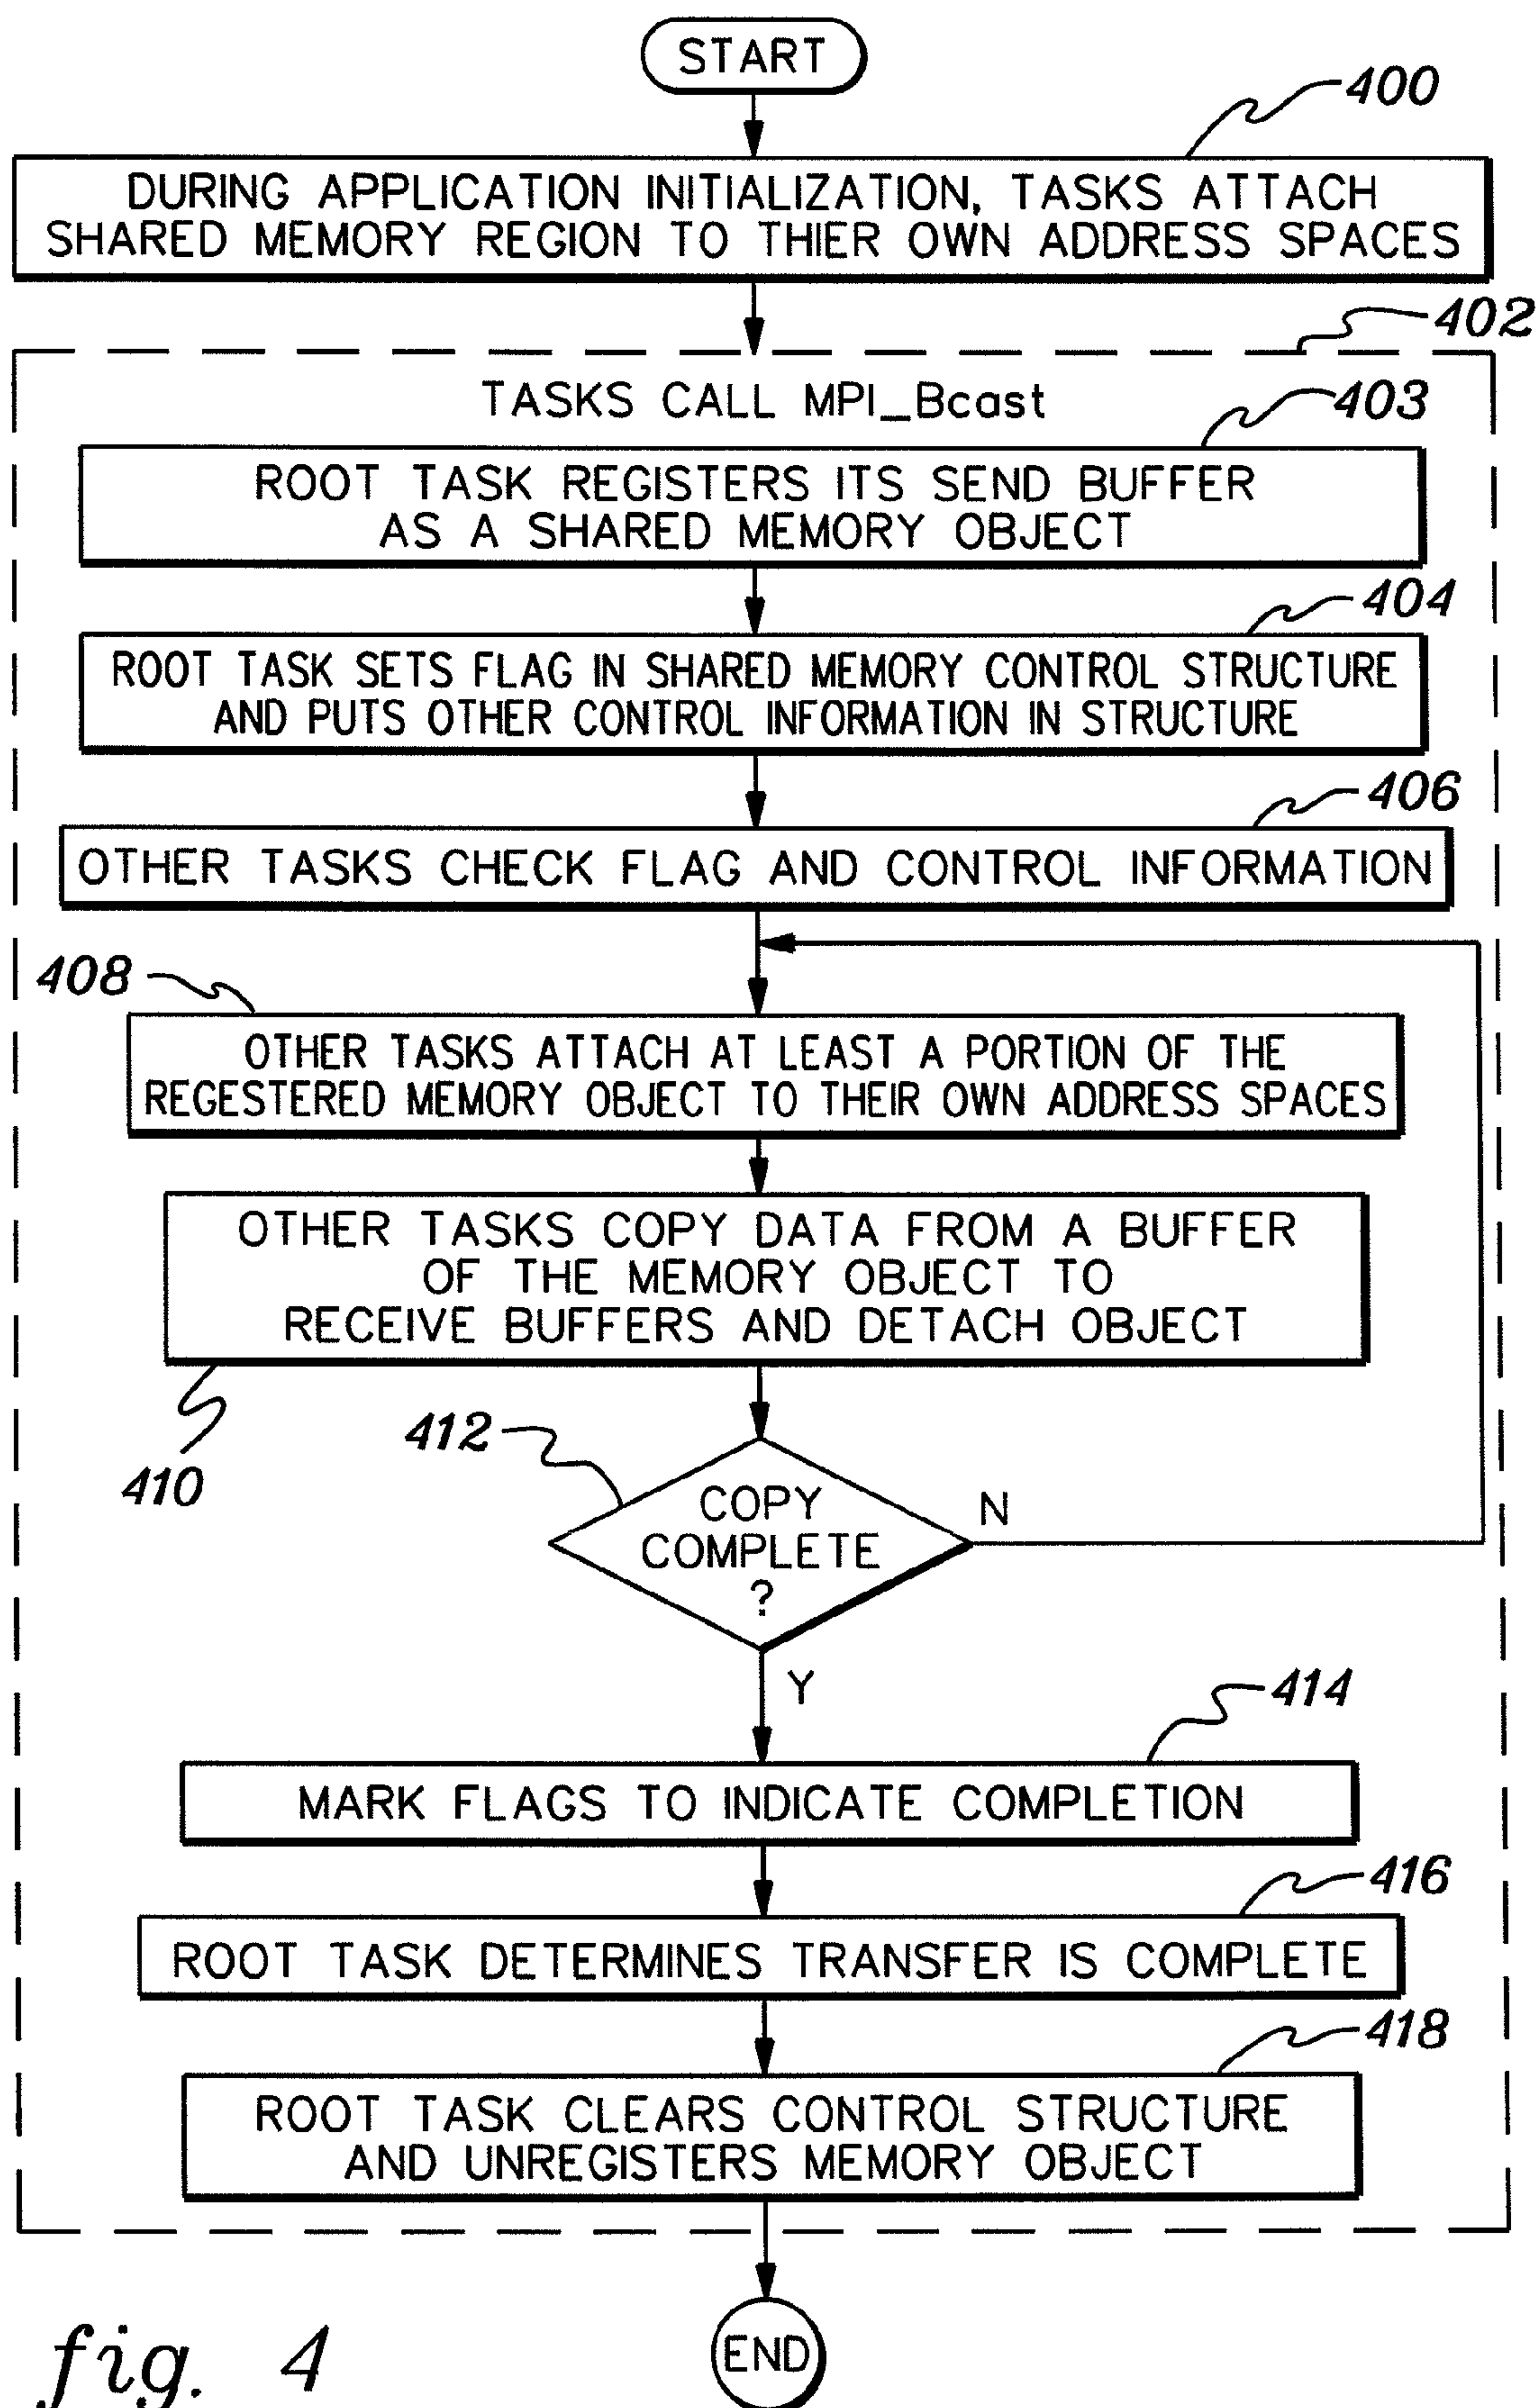 START
400
DURING APPLICATION INITIALIZATION, TASKS ATTACH
SHARED MEMORY REGION TO THIER OWN ADDRESS SPACES
402
TASKS CALL MPI_Bcast
403
ROOT TASK REGISTERS ITS SEND BUFFER
AS A SHARED MEMORY OBJECT
404
ROOT TASK SETS FLAG IN SHARED MEMORY CONTROL STRUCTURE
AND PUTS OTHER CONTROL INFORMATION IN STRUCTURE
406
OTHER TASKS CHECK FLAG AND CONTROL INFORMATION
408
OTHER TASKS ATTACH AT LEAST A PORTION OF THE
REGESTERED MEMORY OBJECT TO THEIR OWN ADDRESS SPACES
OTHER TASKS COPY DATA FROM A BUFFER
OF THE MEMORY OBJECT TO
RECEIVE BUFFERS AND DETACH OBJECT
410
412
COPY
COMPLETE
?
N
Y
414
MARK FLAGS TO INDICATE COMPLETION
416
ROOT TASK DETERMINES TRANSFER IS COMPLETE
418
ROOT TASK CLEARS CONTROL STRUCTURE
AND UNREGISTERS MEMORY OBJECT
END
fig. 4